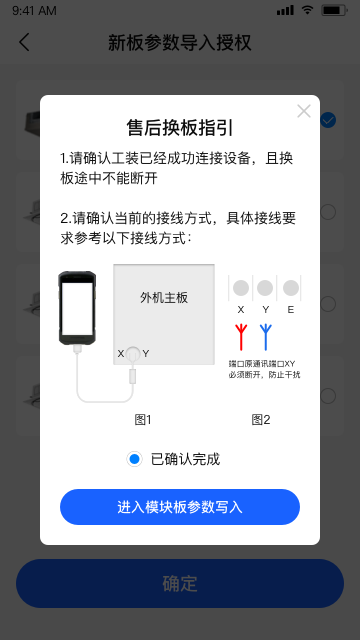 9:41 AM
新板参数导入授权
售后换板指引
1.请确认工装已经成功连接设备，且换
板途中不能断开
2.请确认当前的接线方式，具体接线要
求参考以下接线方式：
外机主板
X Y
X Y E
端口原通讯端口XY
必须断开，防止干扰
图1 图2
已确认完成
进入模块板参数写入
确定